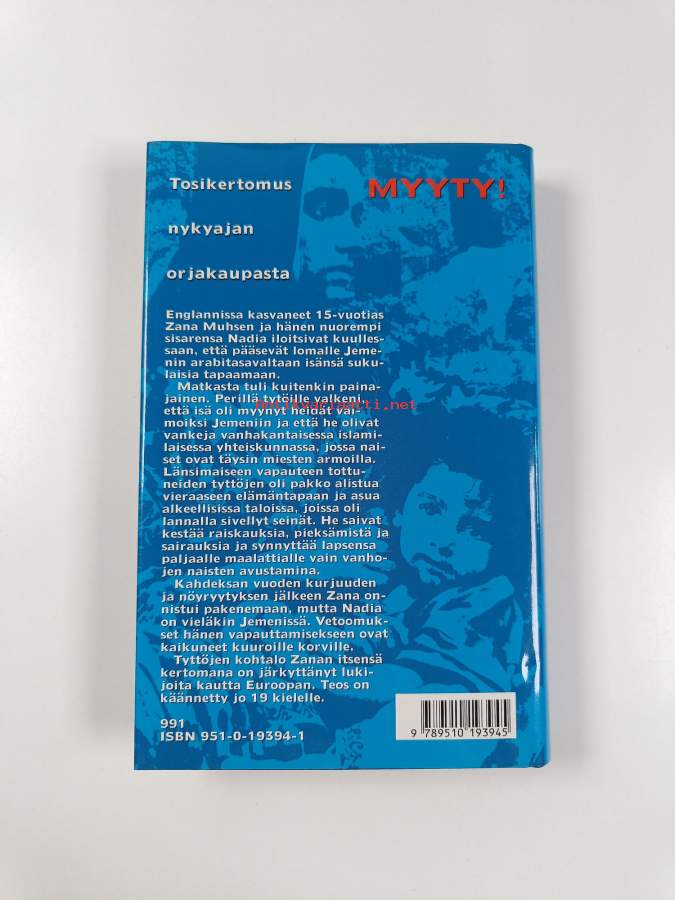 Tosikertomus
MYYTY!
nykyajan
orjakaupasta
Englannissa kasvaneet 15-vuotias
Zana Muhsen ja hänen nuorempi
sisarensa Nadia iloitsivat kuulles-
saan, että pääsevät lomalle Jeme-
nin arabitasavaltaan isänsä suku-
laisia tapaamaan.
Matkasta tuli kuitenkin paina-
jainen. Perillä tytöille valkeni,
antikvariaatti.net
että isä oli myynyt heidät vai-
moiksi Jemeniin ja että he olivat
vankeja vanhakantaisessa islami-
laisessa yhteiskunnassa, jossa nai-
set ovat täysin miesten armoilla.
Länsimaiseen vapauteen tottu-
neiden tyttöjen oli pakko alistua
vieraaseen elämäntapaan ja asua
alkeellisissa taloissa, joissa oli
lannalla sivellyt seinät. He saivat
kestää raiskauksia, pieksämistä ja
sairauksia ja synnyttää lapsensa
paljaalle maalattialle vain vanho-
jen naisten avustamina.
Kahdeksan vuoden kurjuuden
ja nöyryytyksen jälkeen Zana on-
nistui pakenemaan, mutta Nadia
on vieläkin Jemenissä. Vetoomuk-
set hänen vapauttamisekseen ovat
kaikuneet kuuroille korville.
Tyttöjen kohtalo Zanan itsensä
kertomana on järkyttänyt luki-
joita kautta Euroopan. Teos on
käännetty jo 19 kielelle.
991
ISBN 951-0-19394-1
9 789510 193945